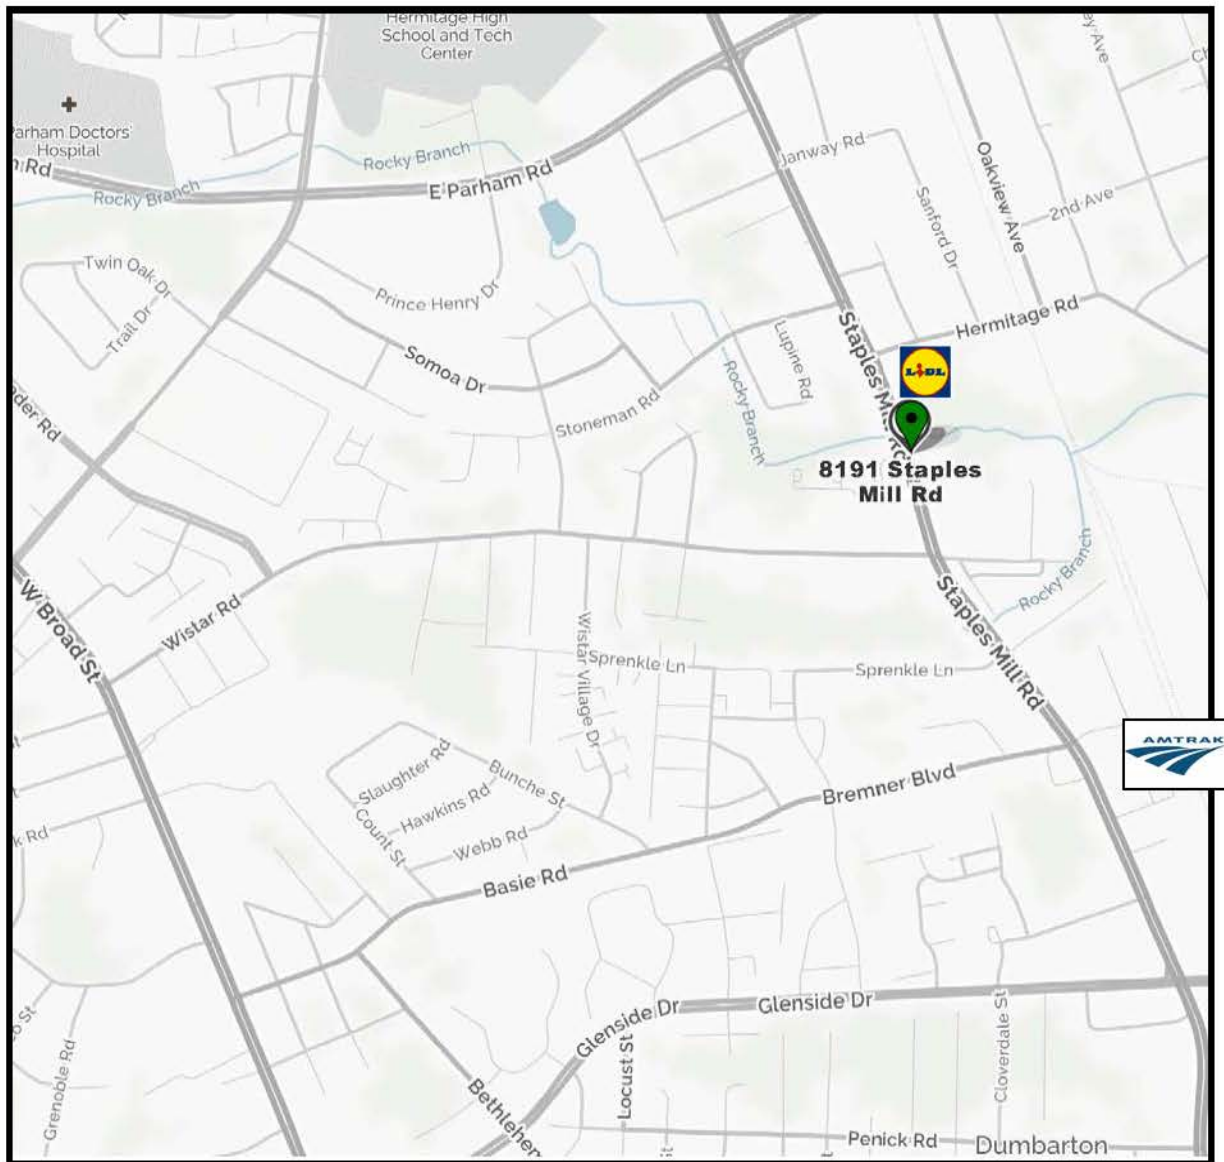 Hermitage High
School and Tech
Center
Parham Doctors'
Hospital
Rocky Branch
Rocky Branch
E Parham Rd
Janway Rd
Oakview Ave
2nd Ave
Sanford Dr
Twin Oak Dr
Trail Dr
Prince Henry Dr
Somoa Dr
Stoneman Rd
Lupine Rd
Rocky Branch
Staples Mill Rd
Hermitage Rd
LIDL
8191 Staples
Mill Rd
W Broad St
Wistar Rd
Wistar Village Dr
Sprenkle Ln
Sprenkle Ln
Staples Mill Rd
Rocky Branch
AMTRAK
Slaughter Rd
Hawkins Rd
Webb Rd
Count St
Bunche St
Basie Rd
Bremner Blvd
Glenside Dr
Glenside Dr
Locust St
Cloverdale St
Grenoble Rd
Penick Rd
Dumbarton